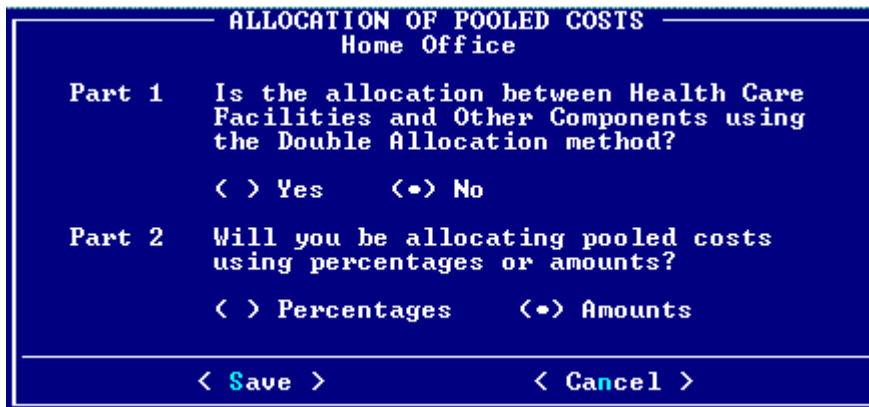 ALLOCATION OF POOLED COSTS
Home Office
Part 1 Is the allocation between Health Care
Facilities and Other Components using
the Double Allocation method?
( ) Yes (•) No
Part 2 Will you be allocating pooled costs
using percentages or amounts?
( ) Percentages (•) Amounts
< Save > < Cancel >